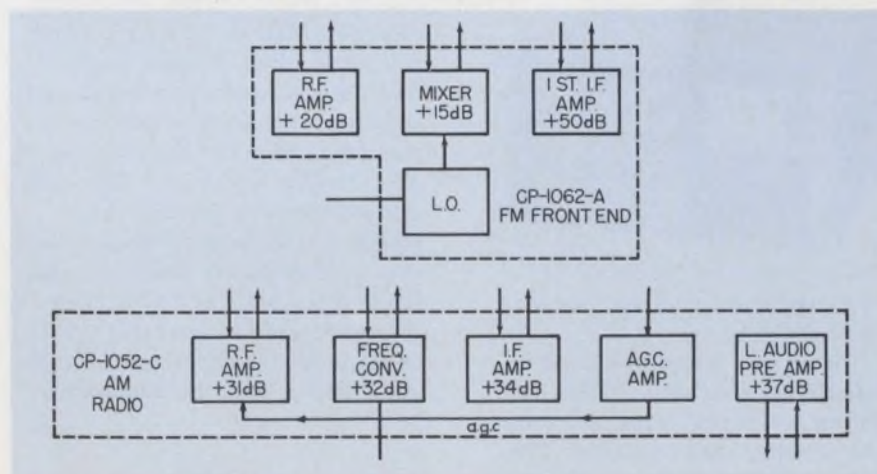 R.F.
AMP.
+ 20dB
MIXER
+15dB
1 ST. I.F.
AMP.
+50dB
L.O.
CP-1062-A
FM FRONT END
CP-1052-C
AM
RADIO
R.F.
AMP.
+31dB
FREQ.
CONV.
+32dB
I.F.
AMP.
+34dB
A.G.C.
AMP.
L. AUDIO
PRE AMP.
+37dB
a.g.c